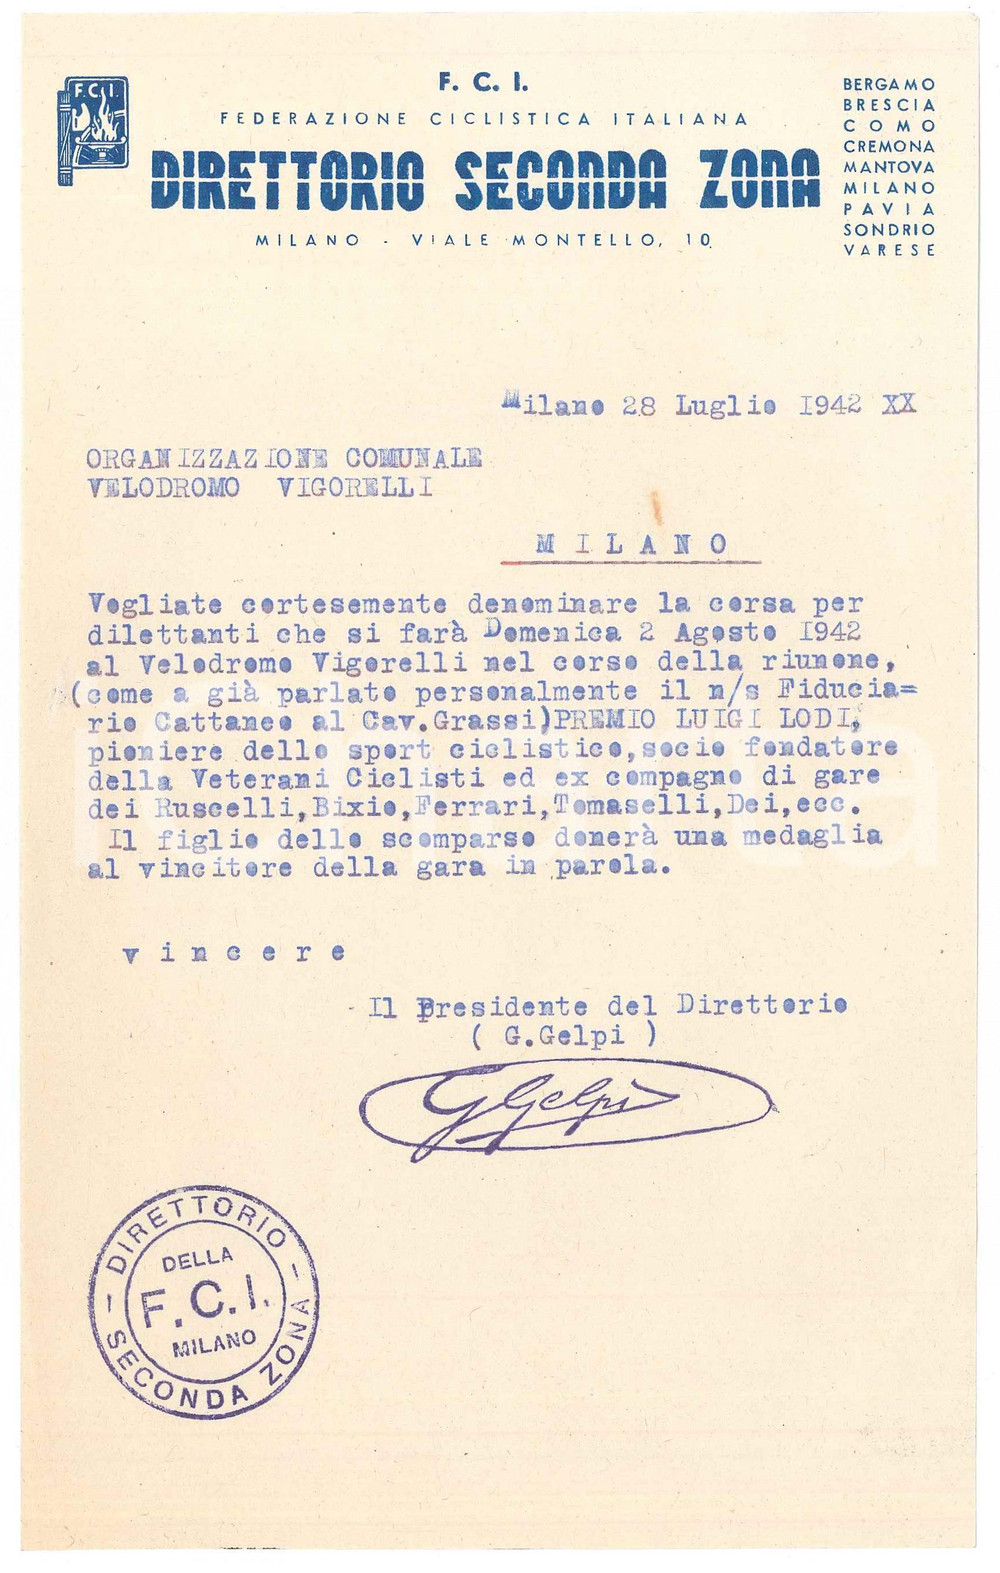 F.C.I.
F. C. I.
FEDERAZIONE CICLISTICA ITALIANA
DIRETTORIO SECONDA ZONA
MILANO - VIALE MONTELLO, 10
BERGAMO
BRESCIA
COMO
CREMONA
MANTOVA
MILANO
PAVIA
SONDRIO
VARESE
Milano 28 Luglio 1942 XX
ORGANIZZAZIONE COMUNALE
VELODROMO VIGORELLI
MILANO
Vogliate cortesemente denominare la corsa per
dilettanti che si farà Domenica 2 Agosto 1942
al Velodromo Vigorelli nel corso della riunone,
(come a già parlato personalmente il n/s Fiducia=
rio Cattaneo al Cav.Grassi)PREMIO LUIGI LODI,
pioniere dello sport ciclistico,socio fondatore
della Veterani Ciclisti ed ex compagno di gare
dei Ruscelli,Bixio,Ferrari,Tomaselli,Dei,ecc.
Il figlio dello scomparso donerà una medaglia
al vincitore della gara in parola.
vincere
Il Presidente del Direttorio
( G.Gelpi )
GGelpi
DIRETTORIO
DELLA
F.C.I.
MILANO
SECONDA ZONA